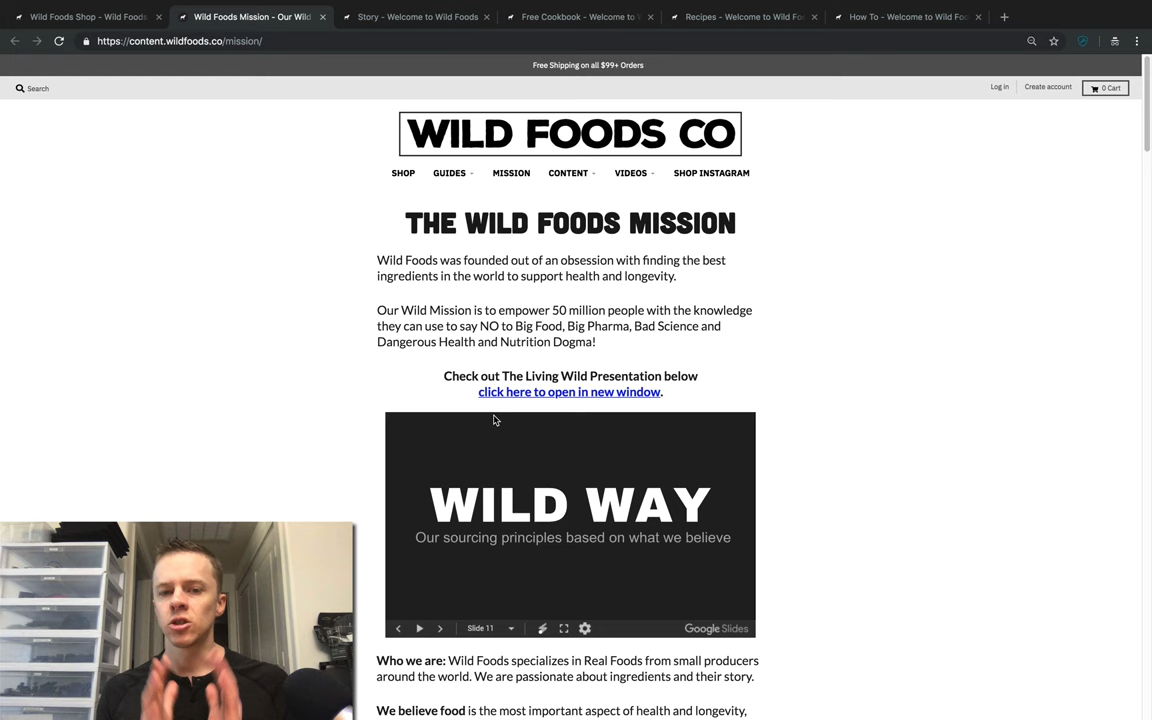 Wild Foods Shop - Wild Foods
Wild Foods Mission - Our Wild
Story - Welcome to Wild Foods
Free Cookbook - Welcome to W
Recipes - Welcome to Wild Foo
How To - Welcome to Wild Foo
https://content.wildfoods.co/mission/
Free Shipping on all $99+ Orders
Search
Log in
Create account
0 Cart
WILD FOODS CO
SHOP GUIDES MISSION CONTENT VIDEOS SHOP INSTAGRAM
THE WILD FOODS MISSION
Wild Foods was founded out of an obsession with finding the best
ingredients in the world to support health and longevity.
Our Wild Mission is to empower 50 million people with the knowledge
they can use to say NO to Big Food, Big Pharma, Bad Science and
Dangerous Health and Nutrition Dogma!
Check out The Living Wild Presentation below
click here to open in new window.
WILD WAY
Our sourcing principles based on what we believe
Slide 11
Google Slides
Who we are: Wild Foods specializes in Real Foods from small producers
around the world. We are passionate about ingredients and their story.
We believe food is the most important aspect of health and longevity,